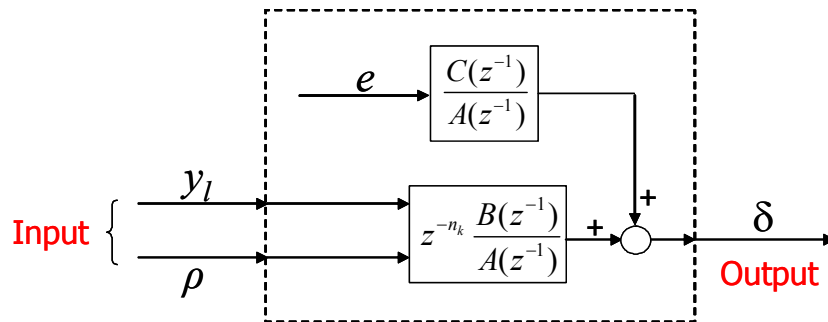 e
C(z⁻¹)
A(z⁻¹)
+
Input
y_l
ρ
z^{-n_k} B(z⁻¹)
A(z⁻¹)
+
δ
Output